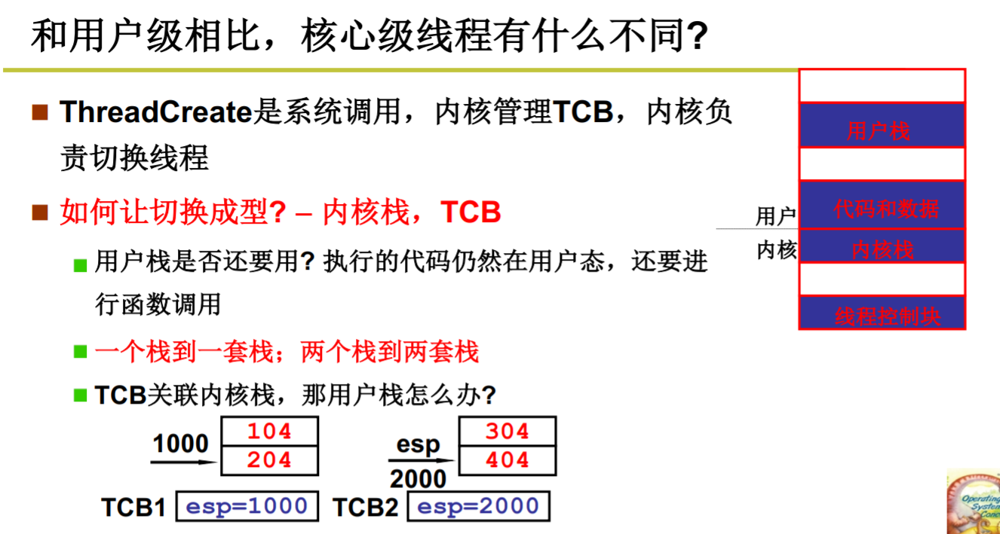 和用户级相比，核心级线程有什么不同?
ThreadCreate是系统调用，内核管理TCB，内核负
责切换线程
如何让切换成型? – 内核栈，TCB
用户栈是否还要用? 执行的代码仍然在用户态，还要进
行函数调用
一个栈到一套栈；两个栈到两套栈
TCB关联内核栈，那用户栈怎么办?
1000
104
204
esp
2000
304
404
TCB1
esp=1000
TCB2
esp=2000
用户栈
代码和数据
用户
内核
内核栈
线程控制块
Operating
System